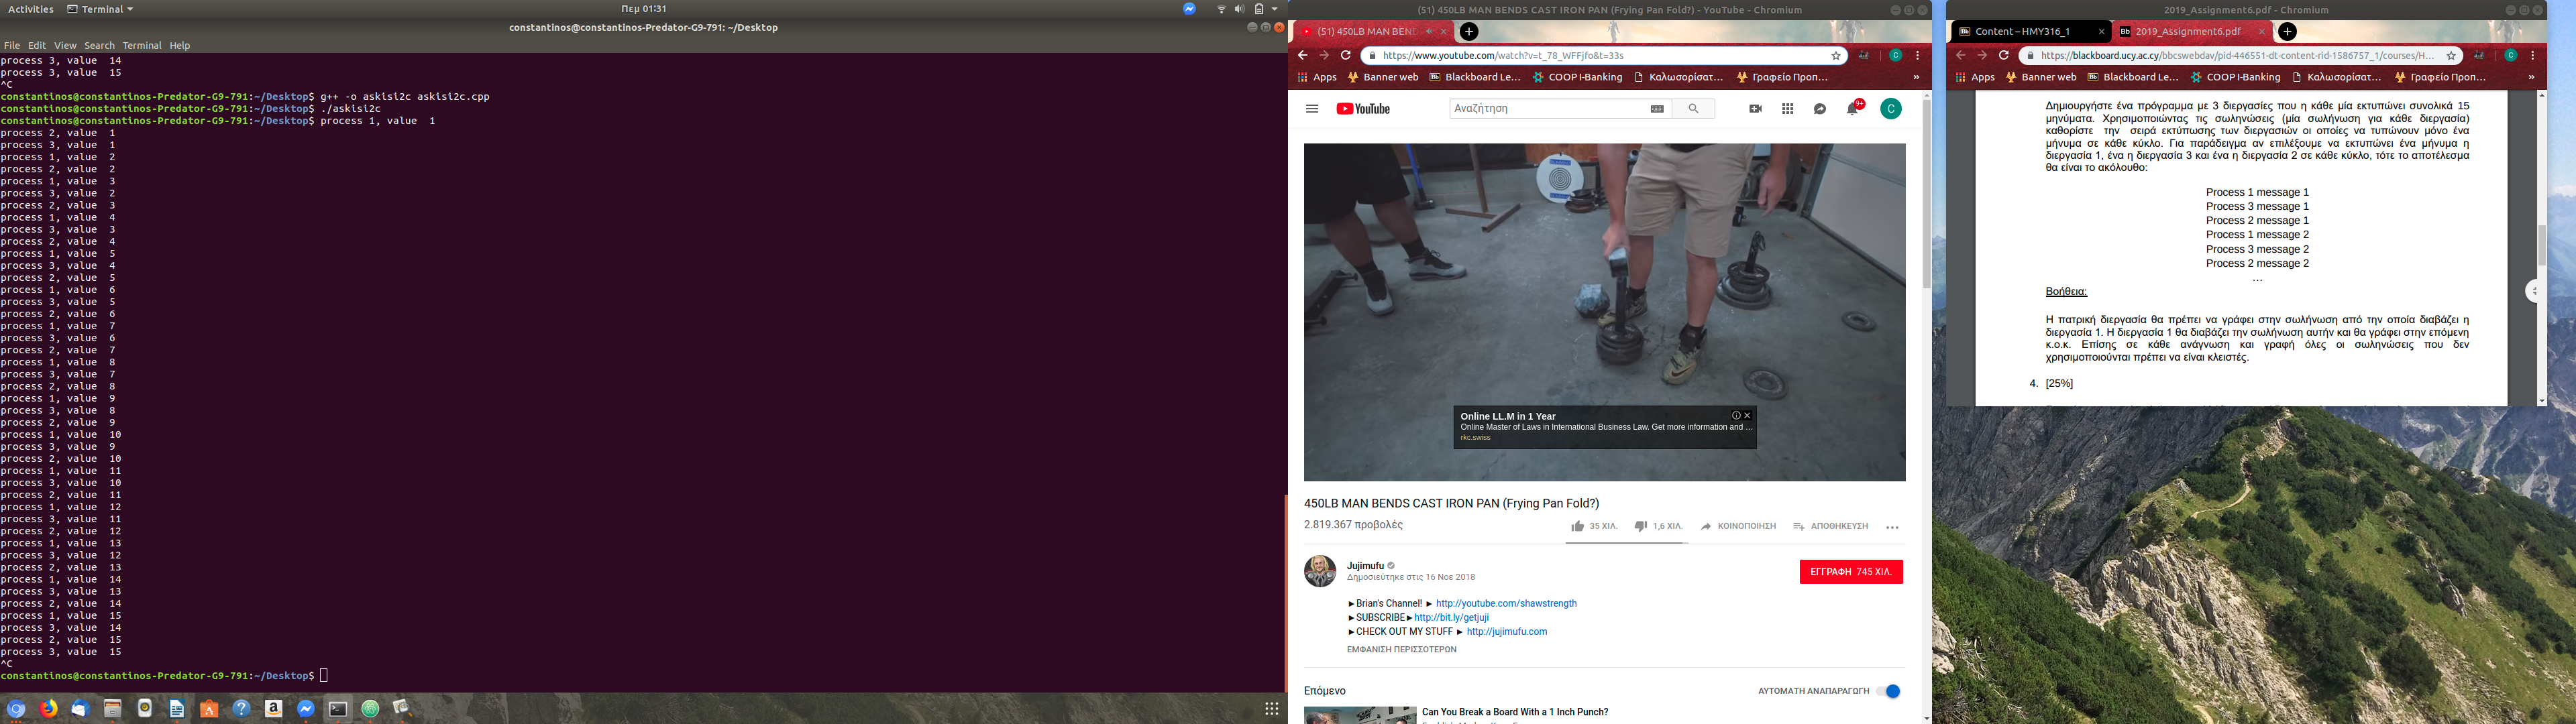 Activities
Terminal
Πεμ 01:31
constantinos@constantinos-Predator-G9-791: ~/Desktop
File Edit View Search Terminal Help
process 3, value  14
process 3, value  15
^C
constantinos@constantinos-Predator-G9-791:~/Desktop$ g++ -o askisi2c askisi2c.cpp
constantinos@constantinos-Predator-G9-791:~/Desktop$ ./askisi2c
constantinos@constantinos-Predator-G9-791:~/Desktop$ process 1, value  1
process 2, value  1
process 3, value  1
process 1, value  2
process 2, value  2
process 1, value  3
process 3, value  2
process 2, value  3
process 1, value  4
process 3, value  3
process 2, value  4
process 1, value  5
process 3, value  4
process 2, value  5
process 1, value  6
process 3, value  5
process 2, value  6
process 1, value  7
process 3, value  6
process 2, value  7
process 1, value  8
process 3, value  7
process 2, value  8
process 1, value  9
process 3, value  8
process 2, value  9
process 1, value  10
process 3, value  9
process 2, value  10
process 1, value  11
process 3, value  10
process 2, value  11
process 1, value  12
process 3, value  11
process 2, value  12
process 1, value  13
process 3, value  12
process 2, value  13
process 1, value  14
process 3, value  13
process 2, value  14
process 1, value  15
process 3, value  14
process 2, value  15
process 3, value  15
^C
constantinos@constantinos-Predator-G9-791:~/Desktop$
(51) 450LB MAN BENDS CAST IRON PAN (Frying Pan Fold?) - YouTube - Chromium
(51) 450LB MAN BEND
https://www.youtube.com/watch?v=t_78_WFFjfo&t=33s
Apps Banner web Blackboard Le... COOP I-Banking Καλωσορίσατ... Γραφείο Προπ... »
YouTube
Αναζήτηση
9+
C
Online LL.M in 1 Year
Online Master of Laws in International Business Law. Get more information and ...
rkc.swiss
450LB MAN BENDS CAST IRON PAN (Frying Pan Fold?)
2.819.367 προβολές
35 ΧΙΛ. 1,6 ΧΙΛ. ΚΟΙΝΟΠΟΙΗΣΗ ΑΠΟΘΗΚΕΥΣΗ
Jujimufu
Δημοσιεύτηκε στις 16 Νοε 2018
ΕΓΓΡΑΦΗ 745 ΧΙΛ.
►Brian's Channel! ► http://youtube.com/shawstrength
►SUBSCRIBE►http://bit.ly/getjuji
►CHECK OUT MY STUFF ► http://jujimufu.com
ΕΜΦΑΝΙΣΗ ΠΕΡΙΣΣΟΤΕΡΩΝ
Επόμενο
ΑΥΤΟΜΑΤΗ ΑΝΑΠΑΡΑΓΩΓΗ
Can You Break a Board With a 1 Inch Punch?
2019_Assignment6.pdf - Chromium
Content – HMY316_1
2019_Assignment6.pdf
https://blackboard.ucy.ac.cy/bbcswebdav/pid-446551-dt-content-rid-1586757_1/courses/H...
Apps Banner web Blackboard Le... COOP I-Banking Καλωσορίσατ... Γραφείο Προπ... »
Δημιουργήστε ένα πρόγραμμα με 3 διεργασίες που η κάθε μία εκτυπώνει συνολικά 15
μηνύματα. Χρησιμοποιώντας τις σωληνώσεις (μία σωλήνωση για κάθε διεργασία)
καθορίστε την σειρά εκτύπωσης των διεργασιών οι οποίες να τυπώνουν μόνο ένα
μήνυμα σε κάθε κύκλο. Για παράδειγμα αν επιλέξουμε να εκτυπώνει ένα μήνυμα η
διεργασία 1, ένα η διεργασία 3 και ένα η διεργασία 2 σε κάθε κύκλο, τότε το αποτέλεσμα
θα είναι το ακόλουθο:
Process 1 message 1
Process 3 message 1
Process 2 message 1
Process 1 message 2
Process 3 message 2
Process 2 message 2
…
Βοήθεια:
Η πατρική διεργασία θα πρέπει να γράφει στην σωλήνωση από την οποία διαβάζει η
διεργασία 1. Η διεργασία 1 θα διαβάζει την σωλήνωση αυτήν και θα γράφει στην επόμενη
κ.ο.κ. Επίσης σε κάθε ανάγνωση και γραφή όλες οι σωληνώσεις που δεν
χρησιμοποιούνται πρέπει να είναι κλειστές.
4. [25%]